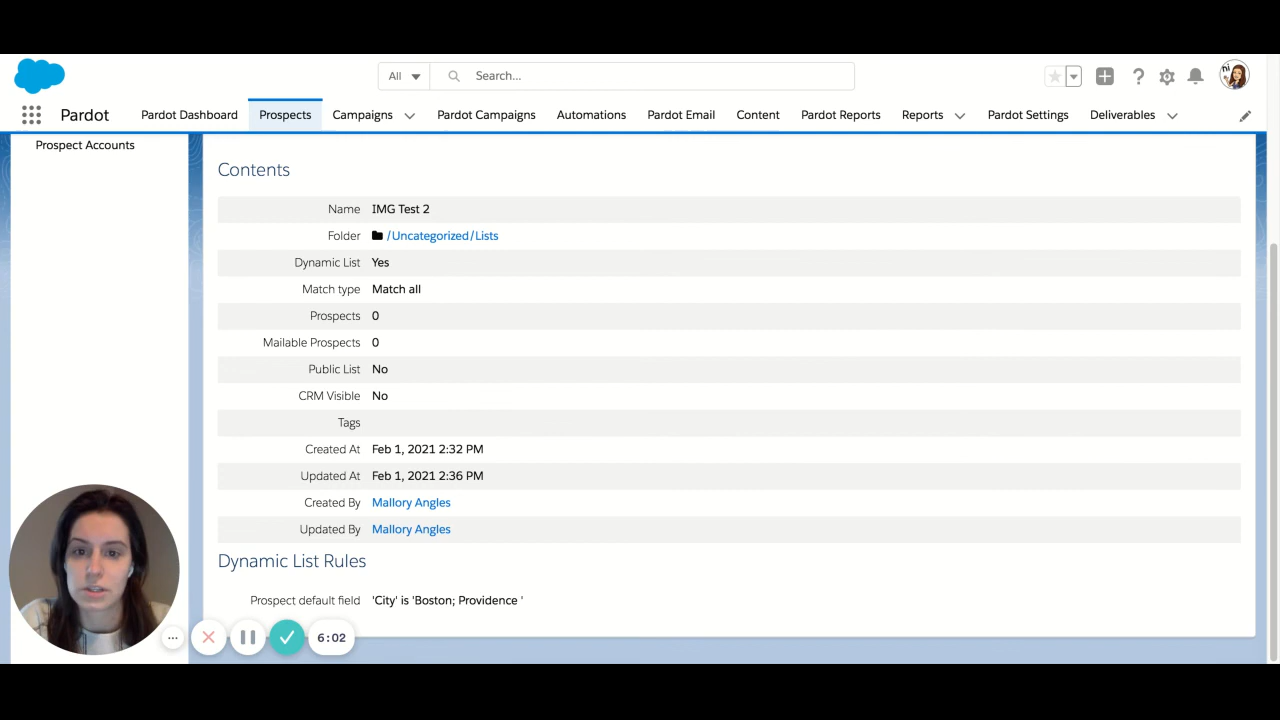 All
Search...
hi
Pardot
Pardot Dashboard
Prospects
Campaigns
Pardot Campaigns
Automations
Pardot Email
Content
Pardot Reports
Reports
Pardot Settings
Deliverables
Prospect Accounts
Contents
Name IMG Test 2
Folder /Uncategorized/Lists
Dynamic List Yes
Match type Match all
Prospects 0
Mailable Prospects 0
Public List No
CRM Visible No
Tags
Created At Feb 1, 2021 2:32 PM
Updated At Feb 1, 2021 2:36 PM
Created By Mallory Angles
Updated By Mallory Angles
Dynamic List Rules
Prospect default field 'City' is 'Boston; Providence '
6:02